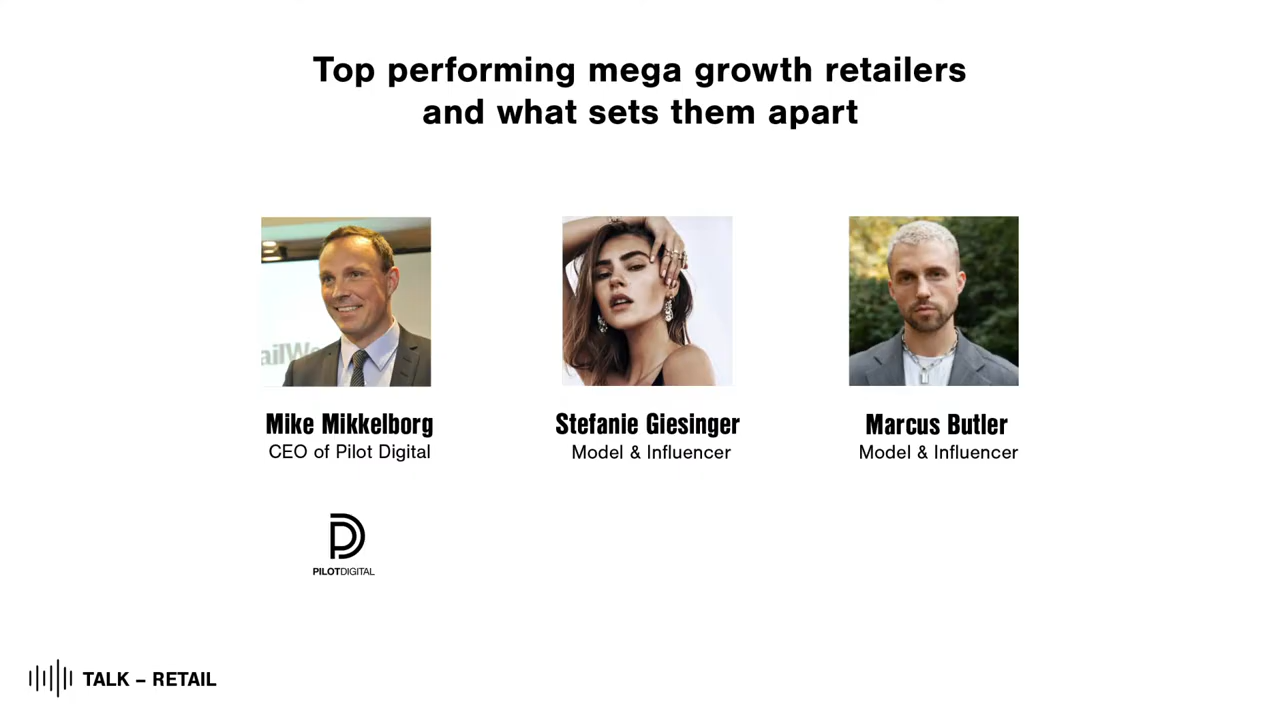 Top performing mega growth retailers
and what sets them apart
ailWe
Mike Mikkelborg
CEO of Pilot Digital
Stefanie Giesinger
Model & Influencer
Marcus Butler
Model & Influencer
PILOTDIGITAL
TALK – RETAIL